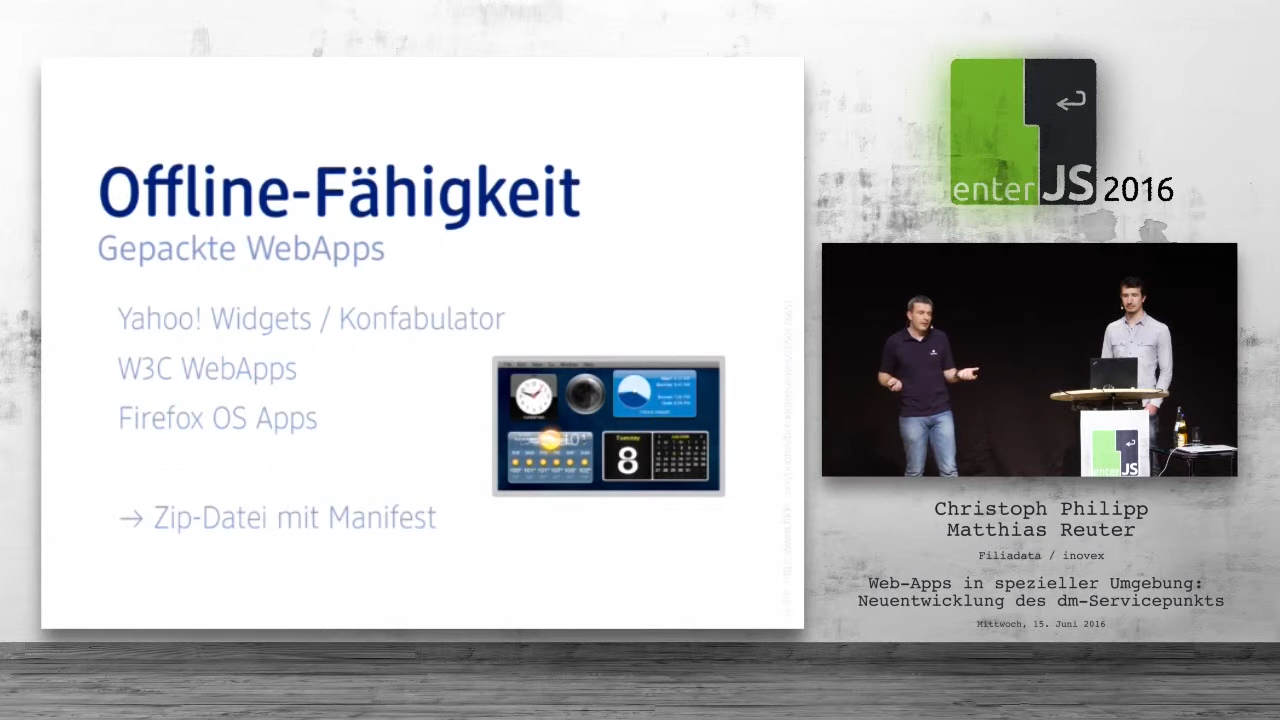 Offline-Fähigkeit
Gepackte WebApps
Yahoo! Widgets / Konfabulator
W3C WebApps
Firefox OS Apps
→ Zip-Datei mit Manifest
Tuesday
8
enter JS 2016
enter JS
Christoph Philipp
Matthias Reuter
Filiadata / inovex
Web-Apps in spezieller Umgebung:
Neuentwicklung des dm-Servicepunkts
Mittwoch, 15. Juni 2016